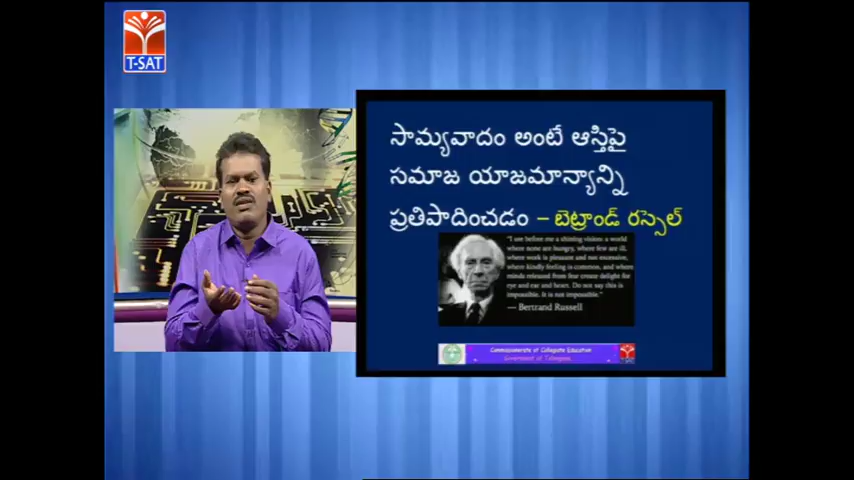 T-SAT
సామ్యవాదం అంటే ఆస్తిపై
సమాజ యాజమాన్యాన్ని
ప్రతిపాదించడం – బెట్రాండ్ రస్సెల్
"I see before me a shining vision: a world
where none are hungry, where few are ill,
where work is pleasant and not excessive,
where kindly feeling is common, and where
minds released from fear create delight for
eye and ear and heart. Do not say this is
impossible. It is not impossible."
— Bertrand Russell
Commissionerate of Collegiate Education
Government of Telangana
T-SAT